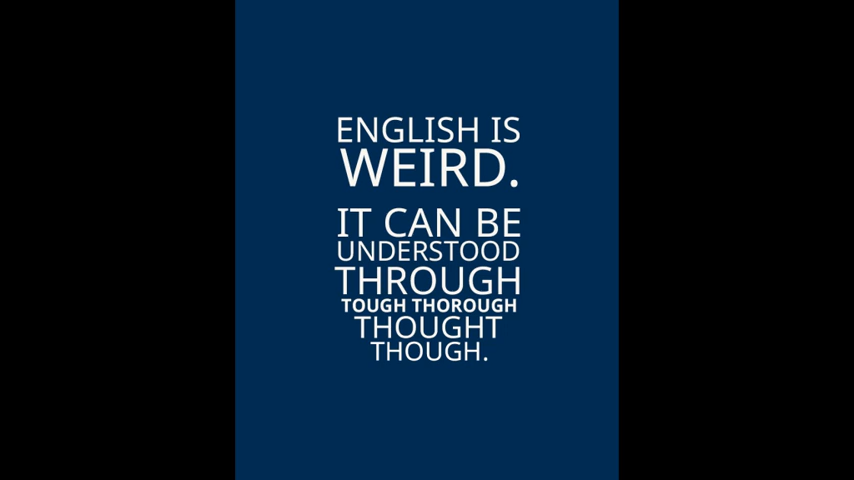 ENGLISH IS
WEIRD.
IT CAN BE
UNDERSTOOD
THROUGH
TOUGH THOROUGH
THOUGHT
THOUGH.